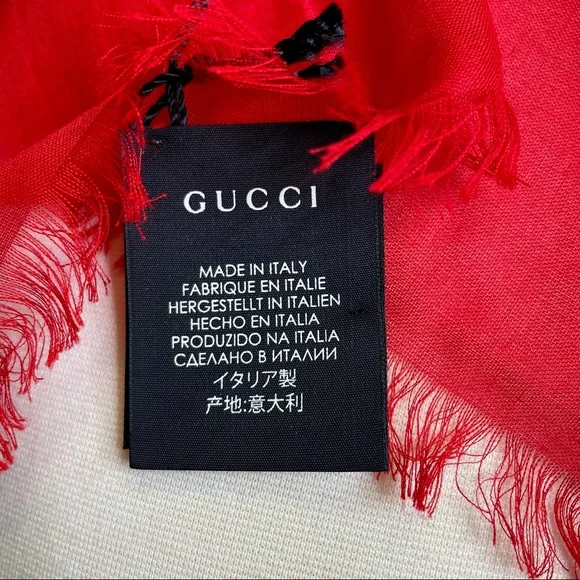 GUCCI
MADE IN ITALY
FABRIQUE EN ITALIE
HERGESTELLT IN ITALIEN
HECHO EN ITALIA
PRODUZIDO NA ITALIA
СДЕЛАНО В ИТАЛИИ
イタリア製
产地:意大利